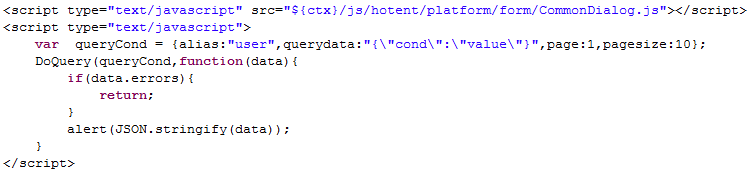 <script type="text/javascript" src="${ctx}/js/hotent/platform/form/CommonDialog.js"></script>
<script type="text/javascript">
    var  queryCond = {alias:"user",querydata:"{\"cond\":\"value\"}",page:1,pagesize:10};
    DoQuery(queryCond,function(data){
        if(data.errors){
            return;
        }
        alert(JSON.stringify(data));
    }
</script>